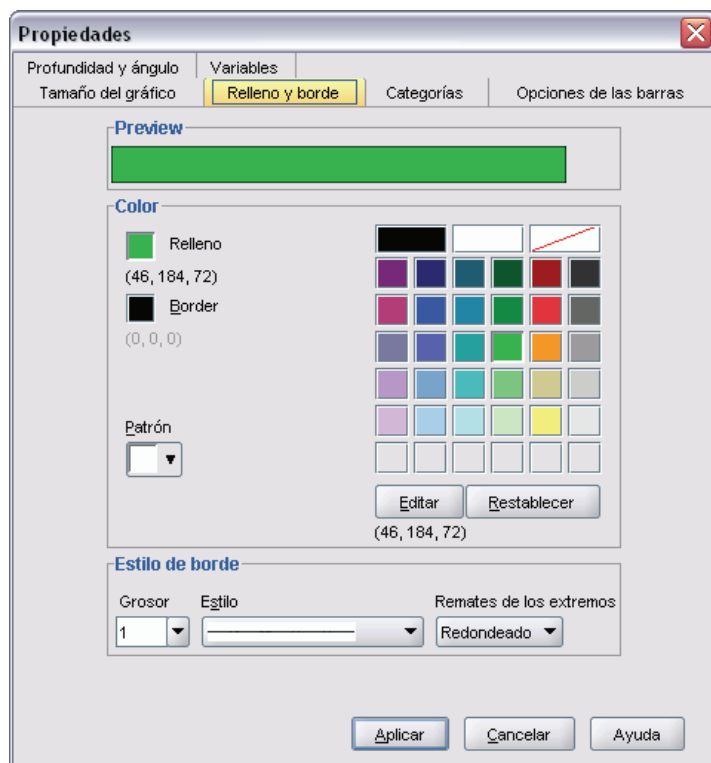 Propiedades
Profundidad y ángulo Variables
Tamaño del gráfico Relleno y borde Categorías Opciones de las barras
Preview
Color
Relleno
(46, 184, 72)
Border
(0, 0, 0)
Patrón
Editar Restablecer
(46, 184, 72)
Estilo de borde
Grosor Estilo Remates de los extremos
1 Redondeado
Aplicar Cancelar Ayuda